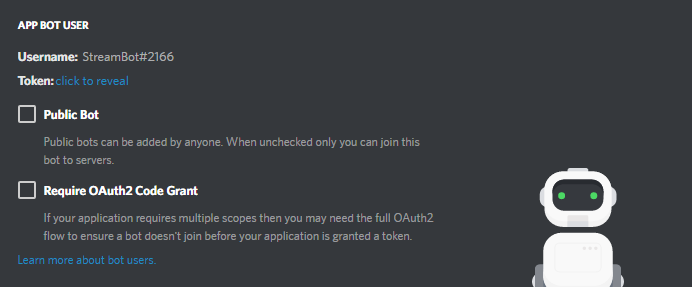 APP BOT USER
Username: StreamBot#2166
Token: click to reveal
Public Bot
Public bots can be added by anyone. When unchecked only you can join this
bot to servers.
Require OAuth2 Code Grant
If your application requires multiple scopes then you may need the full OAuth2
flow to ensure a bot doesn't join before your application is granted a token.
Learn more about bot users.